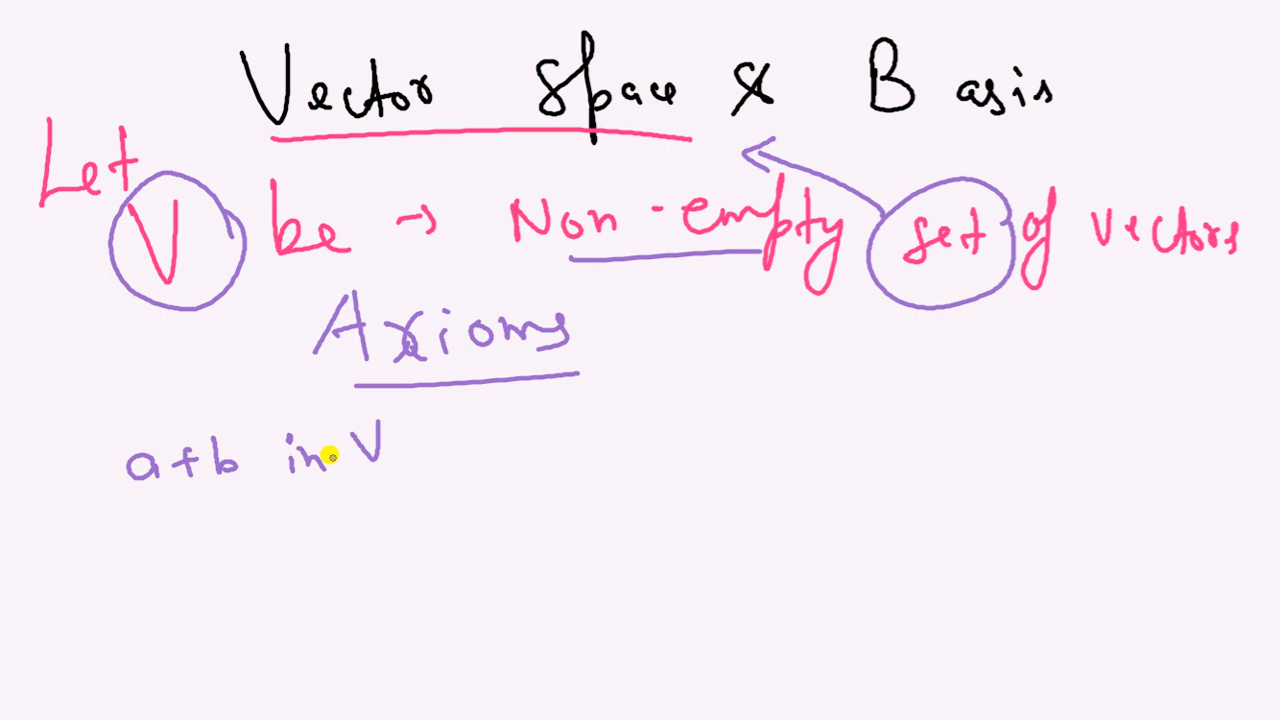 Vector Space & Basis
Let
V be → Non-empty set of vectors
Axioms
a+b in V